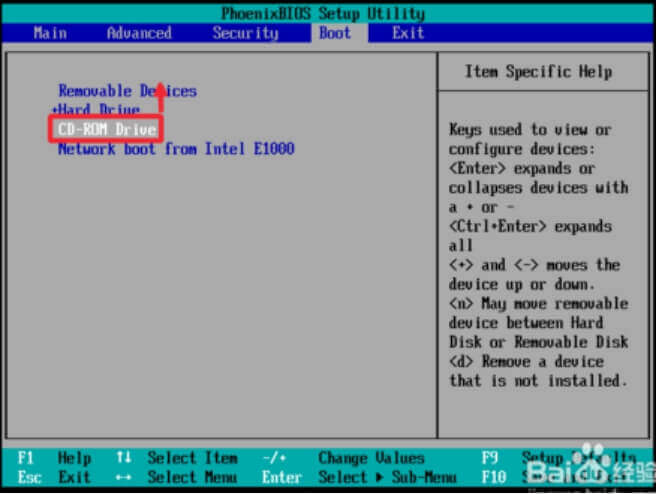 PhoenixBIOS Setup Utility
Main Advanced Security Boot Exit
Item Specific Help
Removable Devices
+Hard Drive
CD-ROM Drive
Network boot from Intel E1000
Keys used to view or
configure devices:
<Enter> expands or
collapses devices with
a + or -
<Ctrl+Enter> expands
all
<+> and <-> moves the
device up or down.
<n> May move removable
device between Hard
Disk or Removable Disk
<d> Remove a device
that is not installed.
F1 Help ↑↓ Select Item -/+ Change Values F9 Setup Defaults
Esc Exit ↔ Select Menu Enter Select ▶ Sub-Menu F10
Baidu 经验